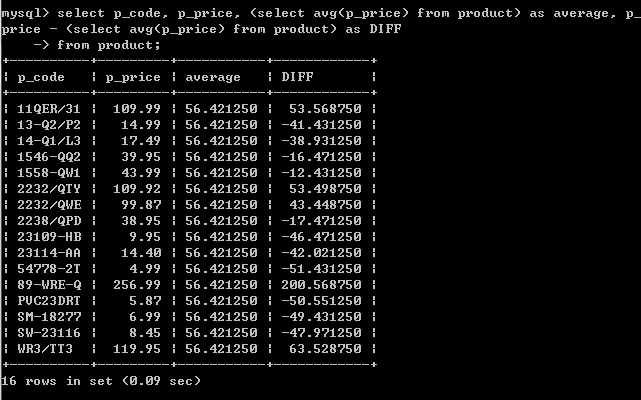 mysql> select p_code, p_price, (select avg(p_price) from product) as average, p_
price - (select avg(p_price) from product) as DIFF
    -> from product;
+----------+---------+-----------+------------+
| p_code   | p_price | average   | DIFF       |
+----------+---------+-----------+------------+
| 11QER/31 |  109.99 | 56.421250 |  53.568750 |
| 13-Q2/P2 |   14.99 | 56.421250 | -41.431250 |
| 14-Q1/L3 |   17.49 | 56.421250 | -38.931250 |
| 1546-QQ2 |   39.95 | 56.421250 | -16.471250 |
| 1558-QW1 |   43.99 | 56.421250 | -12.431250 |
| 2232/QTY |  109.92 | 56.421250 |  53.498750 |
| 2232/QWE |   99.87 | 56.421250 |  43.448750 |
| 2238/QPD |   38.95 | 56.421250 | -17.471250 |
| 23109-HB |    9.95 | 56.421250 | -46.471250 |
| 23114-AA |   14.40 | 56.421250 | -42.021250 |
| 54778-2T |    4.99 | 56.421250 | -51.431250 |
| 89-WRE-Q |  256.99 | 56.421250 | 200.568750 |
| PVC23DRT |    5.87 | 56.421250 | -50.551250 |
| SM-18277 |    6.99 | 56.421250 | -49.431250 |
| SW-23116 |    8.45 | 56.421250 | -47.971250 |
| WR3/TT3  |  119.95 | 56.421250 |  63.528750 |
+----------+---------+-----------+------------+
16 rows in set (0.09 sec)